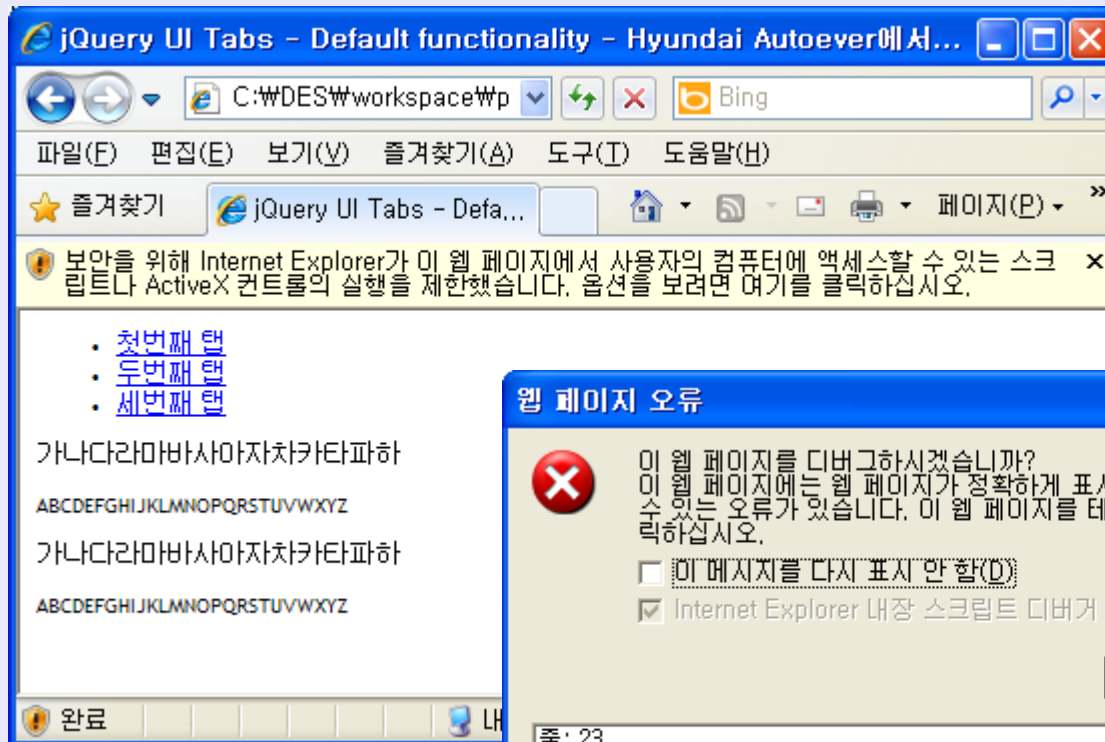 jQuery UI Tabs - Default functionality - Hyundai Autoever에서...
C:₩DES₩workspace₩p
Bing
파일(F) 편집(E) 보기(V) 즐겨찾기(A) 도구(T) 도움말(H)
즐겨찾기 jQuery UI Tabs - Defa... 페이지(P)
보안을 위해 Internet Explorer가 이 웹 페이지에서 사용자의 컴퓨터에 액세스할 수 있는 스크
립트나 ActiveX 컨트롤의 실행을 제한했습니다. 옵션을 보려면 여기를 클릭하십시오.
• 첫번째 탭
• 두번째 탭
• 세번째 탭
가나다라마바사아자차카타파하
ABCDEFGHIJKLMNOPQRSTUVWXYZ
가나다라마바사아자차카타파하
ABCDEFGHIJKLMNOPQRSTUVWXYZ
완료
내
웹 페이지 오류
이 웹 페이지를 디버그하시겠습니까?
이 웹 페이지에는 웹 페이지가 정확하게 표시
수 있는 오류가 있습니다. 이 웹 페이지를 테
릭하십시오.
이 메시지를 다시 표시 안 함(D)
Internet Explorer 내장 스크립트 디버거
줄: 23